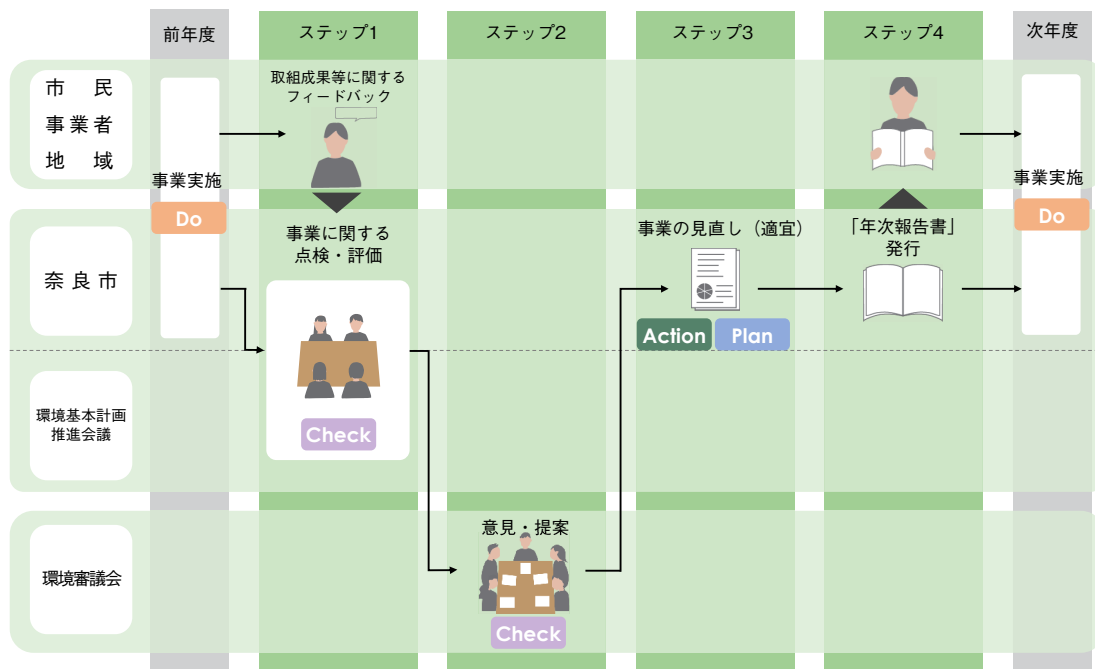 前年度
ステップ1
ステップ2
ステップ3
ステップ4
次年度
市民
事業者
地域
取組成果等に関する
フィードバック
事業実施
Do
事業実施
Do
奈良市
事業に関する
点検・評価
事業の見直し（適宜）
Action
Plan
「年次報告書」
発行
環境基本計画
推進会議
Check
環境審議会
意見・提案
Check